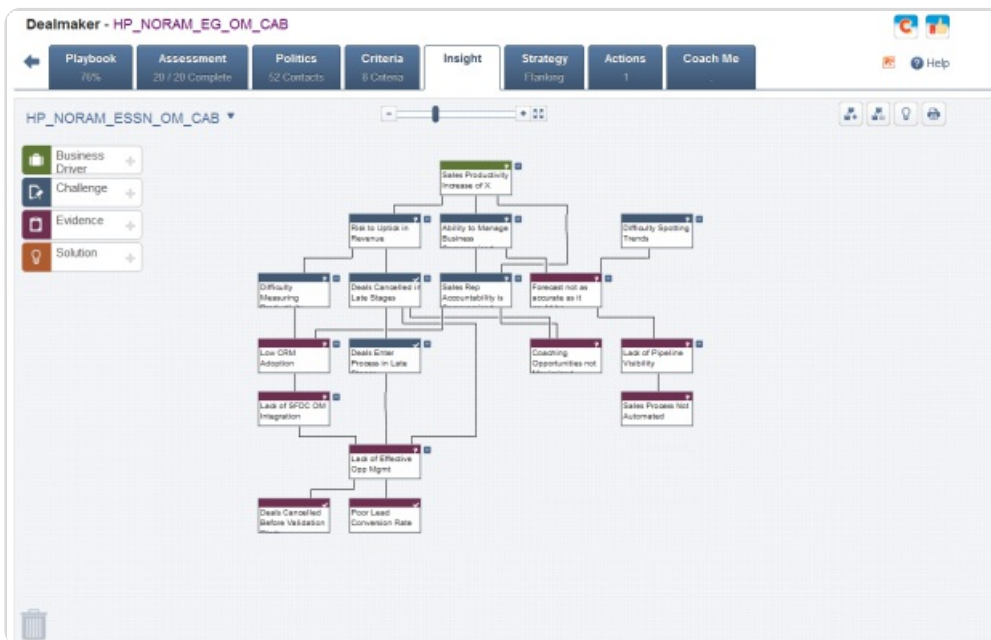 Dealmaker - HP_NORAM_EG_OM_CAB
Playbook
76%
Assessment
20 / 20 Complete
Politics
52 Contacts
Criteria
8 Criteria
Insight
Strategy
Flanking
Actions
1
Coach Me
Help
HP_NORAM_ESSN_OM_CAB
Business
Driver
Challenge
Evidence
Solution
Sales Productivity
Increase of X
Risk to Uptick in
Revenue
Ability to Manage
Business
Difficulty Spotting
Trends
Difficulty
Measuring
Deals Cancelled in
Late Stages
Sales Rep
Accountability is
Forecast not as
accurate as it
Low CRM
Adoption
Deals Enter
Process in Late
Coaching
Opportunities not
Lack of Pipeline
Visibility
Lack of SFDC OM
Integration
Sales Process Not
Automated
Lack of Effective
Opp Mgmt
Deals Cancelled
Before Validation
Poor Lead
Conversion Rate